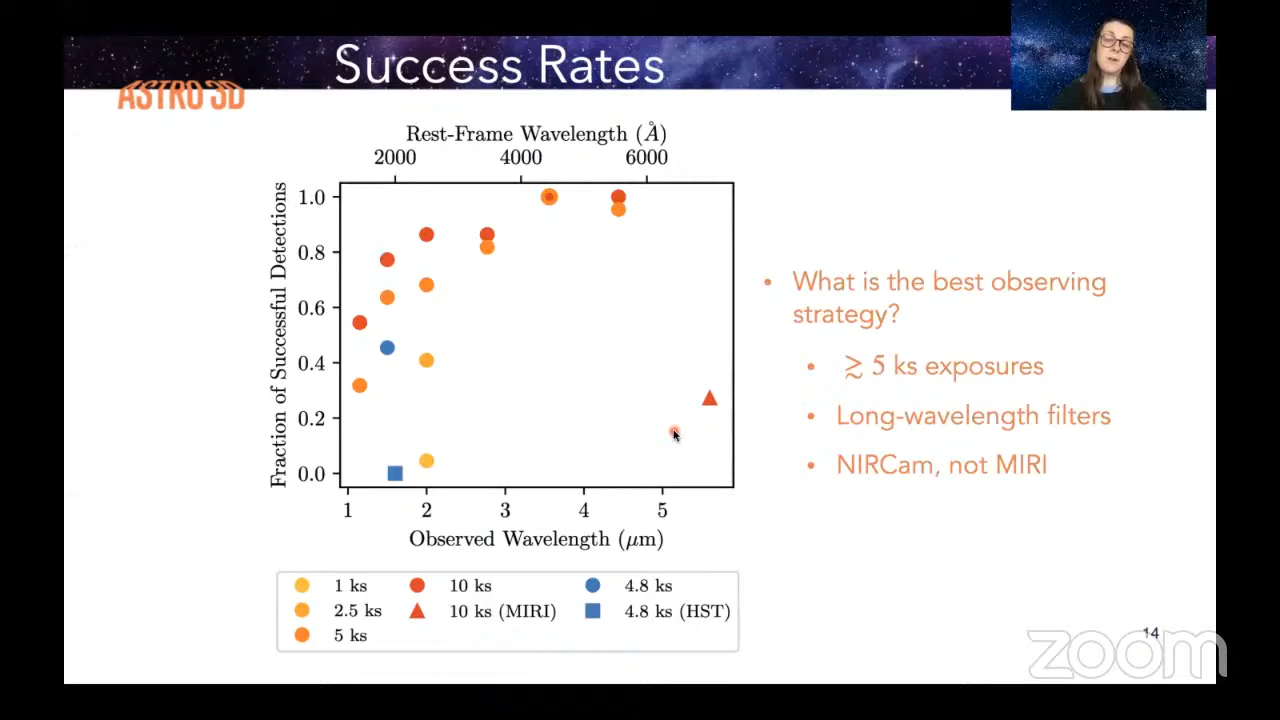 Success Rates
ASTRO 3D
Rest-Frame Wavelength (Å)
2000 4000 6000
Fraction of Successful Detections
1.0
0.8
0.6
0.4
0.2
0.0
1 2 3 4 5
Observed Wavelength (μm)
1 ks 10 ks 4.8 ks
2.5 ks 10 ks (MIRI) 4.8 ks (HST)
5 ks
• What is the best observing
strategy?
• ≳ 5 ks exposures
• Long-wavelength filters
• NIRCam, not MIRI
14
zoom